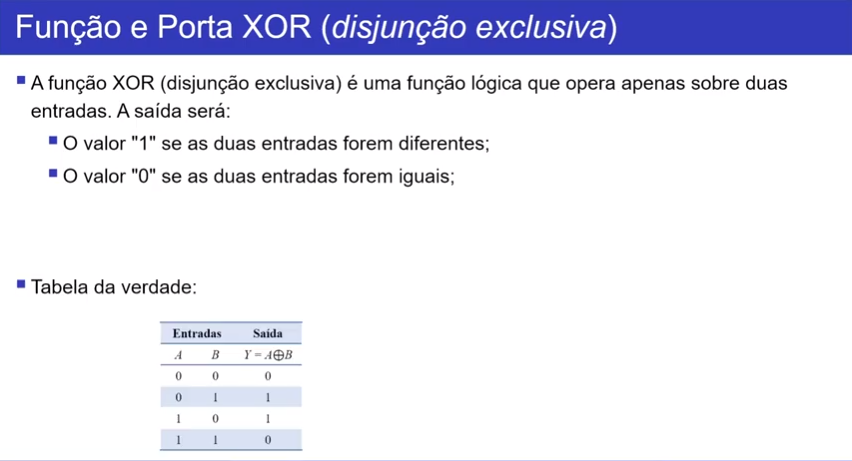 Função e Porta XOR (disjunção exclusiva)
A função XOR (disjunção exclusiva) é uma função lógica que opera apenas sobre duas
entradas. A saída será:
O valor "1" se as duas entradas forem diferentes;
O valor "0" se as duas entradas forem iguais;
Tabela da verdade:
Entradas Saída
A B Y = A⊕B
0 0 0
0 1 1
1 0 1
1 1 0